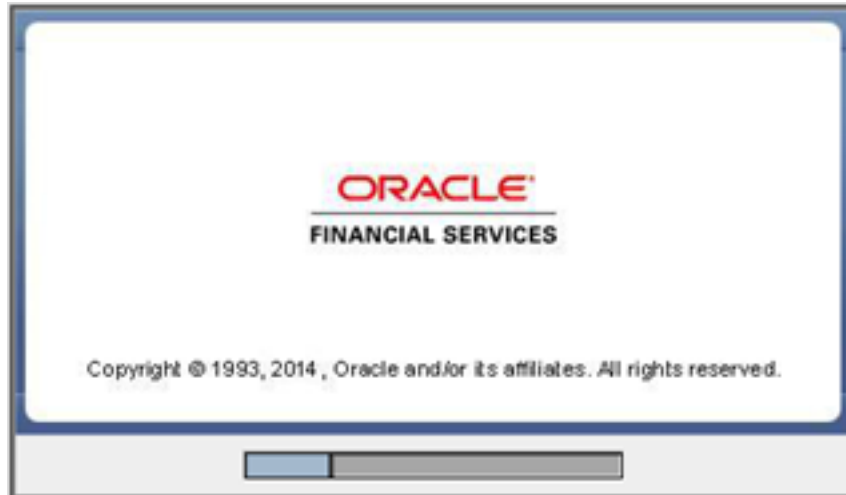 ORACLE
FINANCIAL SERVICES
Copyright © 1993, 2014 , Oracle and/or its affiliates. All rights reserved.